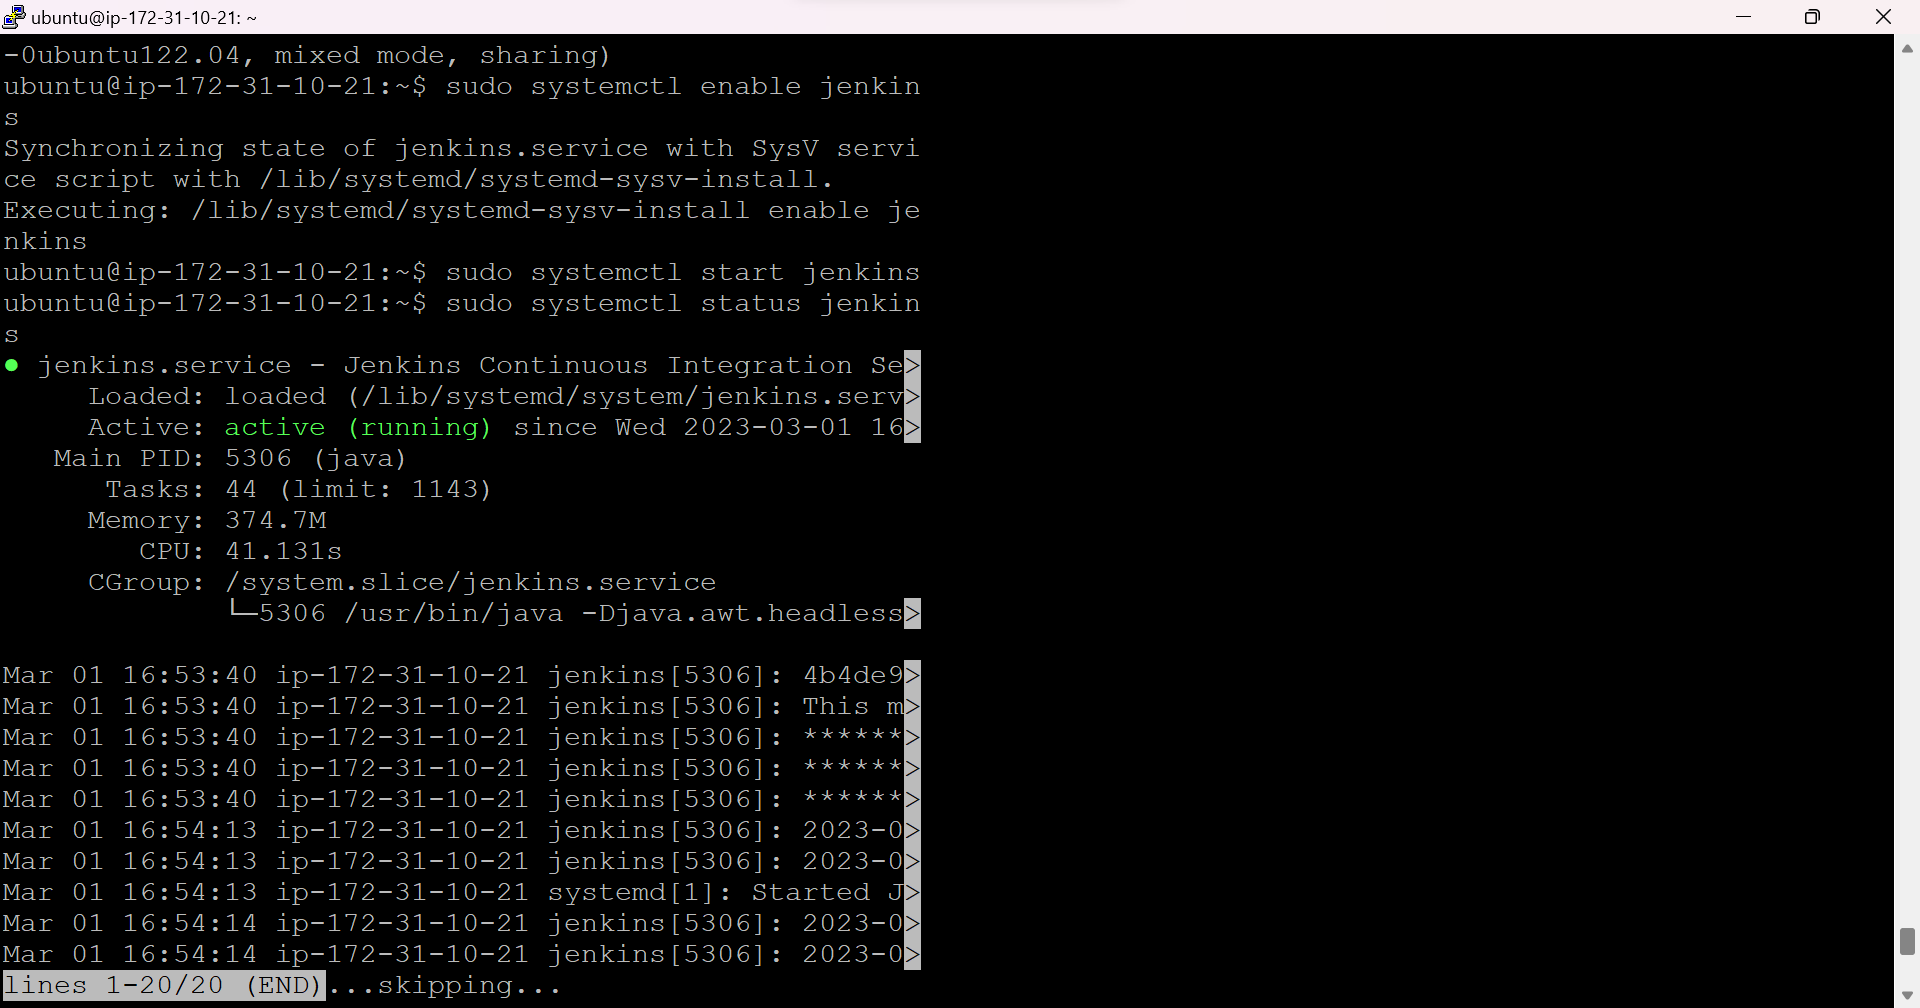 ubuntu@ip-172-31-10-21: ~
-0ubuntu122.04, mixed mode, sharing)
ubuntu@ip-172-31-10-21:~$ sudo systemctl enable jenkin
s
Synchronizing state of jenkins.service with SysV servi
ce script with /lib/systemd/systemd-sysv-install.
Executing: /lib/systemd/systemd-sysv-install enable je
nkins
ubuntu@ip-172-31-10-21:~$ sudo systemctl start jenkins
ubuntu@ip-172-31-10-21:~$ sudo systemctl status jenkin
s
● jenkins.service - Jenkins Continuous Integration Se>
     Loaded: loaded (/lib/systemd/system/jenkins.serv>
     Active: active (running) since Wed 2023-03-01 16>
   Main PID: 5306 (java)
      Tasks: 44 (limit: 1143)
     Memory: 374.7M
        CPU: 41.131s
     CGroup: /system.slice/jenkins.service
             └─5306 /usr/bin/java -Djava.awt.headless>
Mar 01 16:53:40 ip-172-31-10-21 jenkins[5306]: 4b4de9>
Mar 01 16:53:40 ip-172-31-10-21 jenkins[5306]: This m>
Mar 01 16:53:40 ip-172-31-10-21 jenkins[5306]: ******>
Mar 01 16:53:40 ip-172-31-10-21 jenkins[5306]: ******>
Mar 01 16:53:40 ip-172-31-10-21 jenkins[5306]: ******>
Mar 01 16:54:13 ip-172-31-10-21 jenkins[5306]: 2023-0>
Mar 01 16:54:13 ip-172-31-10-21 jenkins[5306]: 2023-0>
Mar 01 16:54:13 ip-172-31-10-21 systemd[1]: Started J>
Mar 01 16:54:14 ip-172-31-10-21 jenkins[5306]: 2023-0>
Mar 01 16:54:14 ip-172-31-10-21 jenkins[5306]: 2023-0>
lines 1-20/20 (END)...skipping...